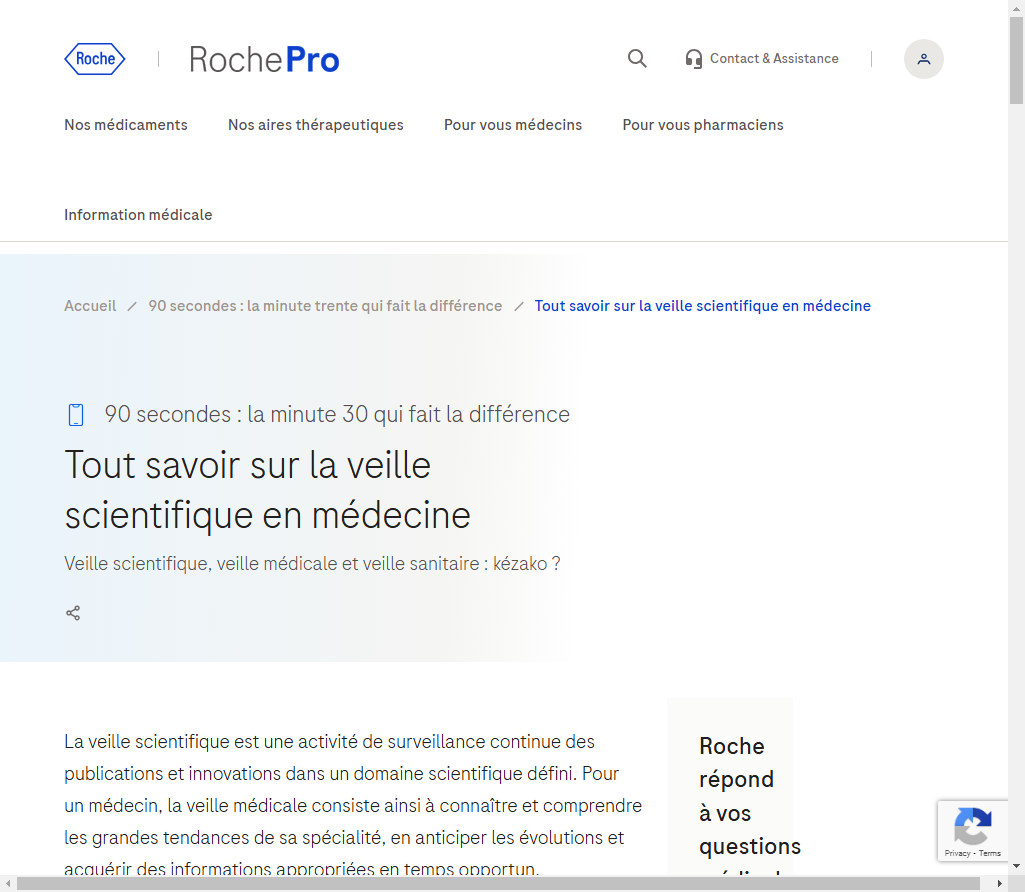 Roche
RochePro
Contact & Assistance
Nos médicaments
Nos aires thérapeutiques
Pour vous médecins
Pour vous pharmaciens
Information médicale
Accueil / 90 secondes : la minute trente qui fait la différence / Tout savoir sur la veille scientifique en médecine
90 secondes : la minute 30 qui fait la différence
Tout savoir sur la veille
scientifique en médecine
Veille scientifique, veille médicale et veille sanitaire : kézako ?
La veille scientifique est une activité de surveillance continue des
publications et innovations dans un domaine scientifique défini. Pour
un médecin, la veille médicale consiste ainsi à connaître et comprendre
les grandes tendances de sa spécialité, en anticiper les évolutions et
acquérir des informations appropriées en temps opportun.
Roche
répond
à vos
questions
Privacy - Terms